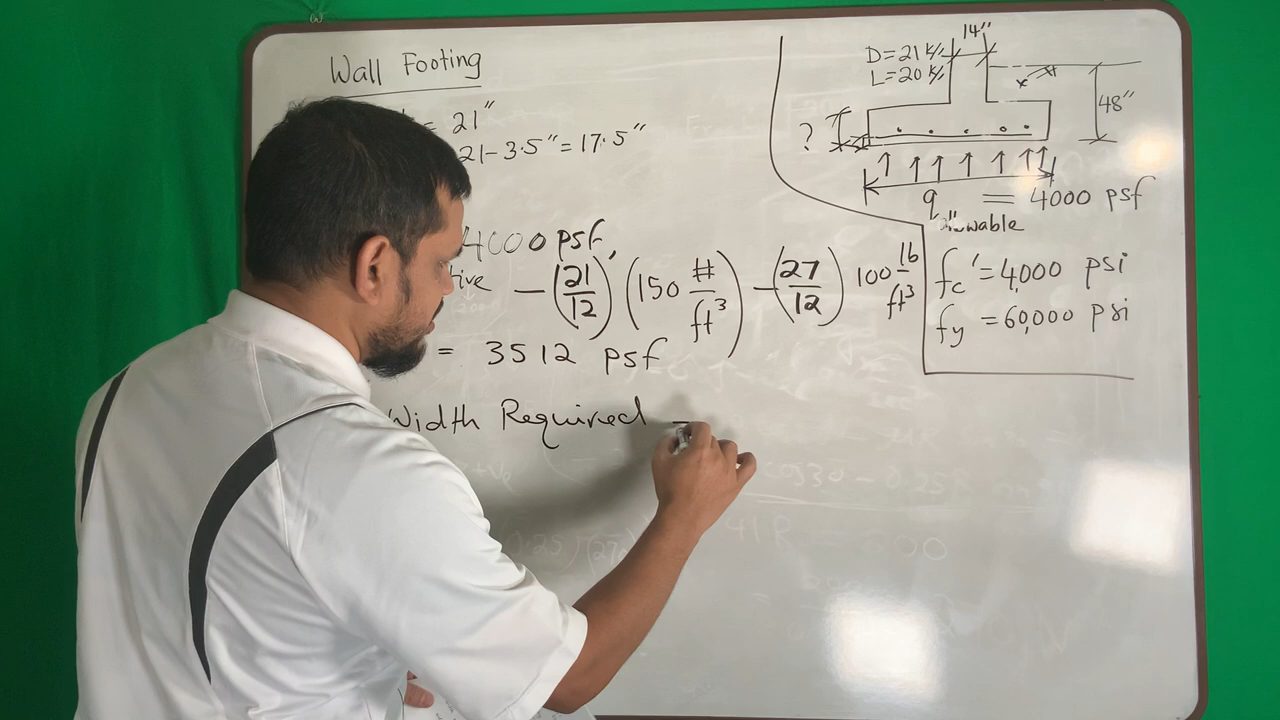 Wall Footing
= 21"
21-3.5" = 17.5"
4000 psf
tive - (21/12)' (150 #/ft³) - (27/12) 100 lb/ft³
= 3512 psf
Width Required =
14"
D=21 k/,
L=20 k/,
48"
?
q allowable = 4000 psf
fc' = 4,000 psi
fy = 60,000 psi